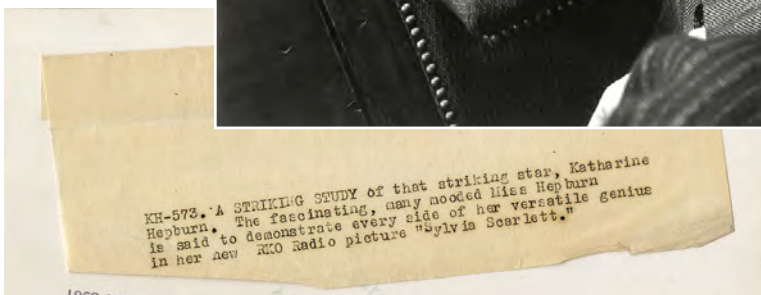 KH-573. A STRIKING STUDY of that striking star, Katharine
Hepburn. The fascinating, many mooded Miss Hepburn
is said to demonstrate every side of her versatile genius
in her new RKO Radio picture "Sylvia Scarlett."